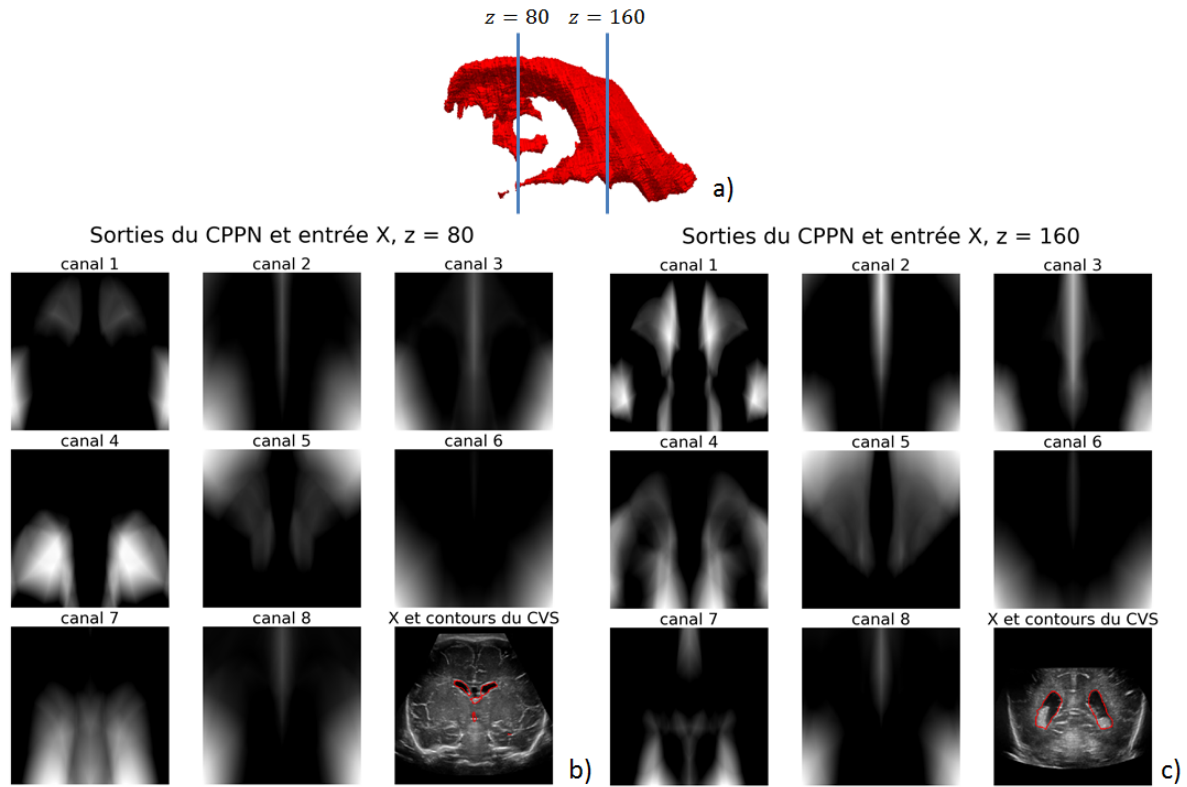 z = 80 z = 160
a)
Sorties du CPPN et entrée X, z = 80
canal 1 canal 2 canal 3
canal 4 canal 5 canal 6
canal 7 canal 8 X et contours du CVS
b)
Sorties du CPPN et entrée X, z = 160
canal 1 canal 2 canal 3
canal 4 canal 5 canal 6
canal 7 canal 8 X et contours du CVS
c)